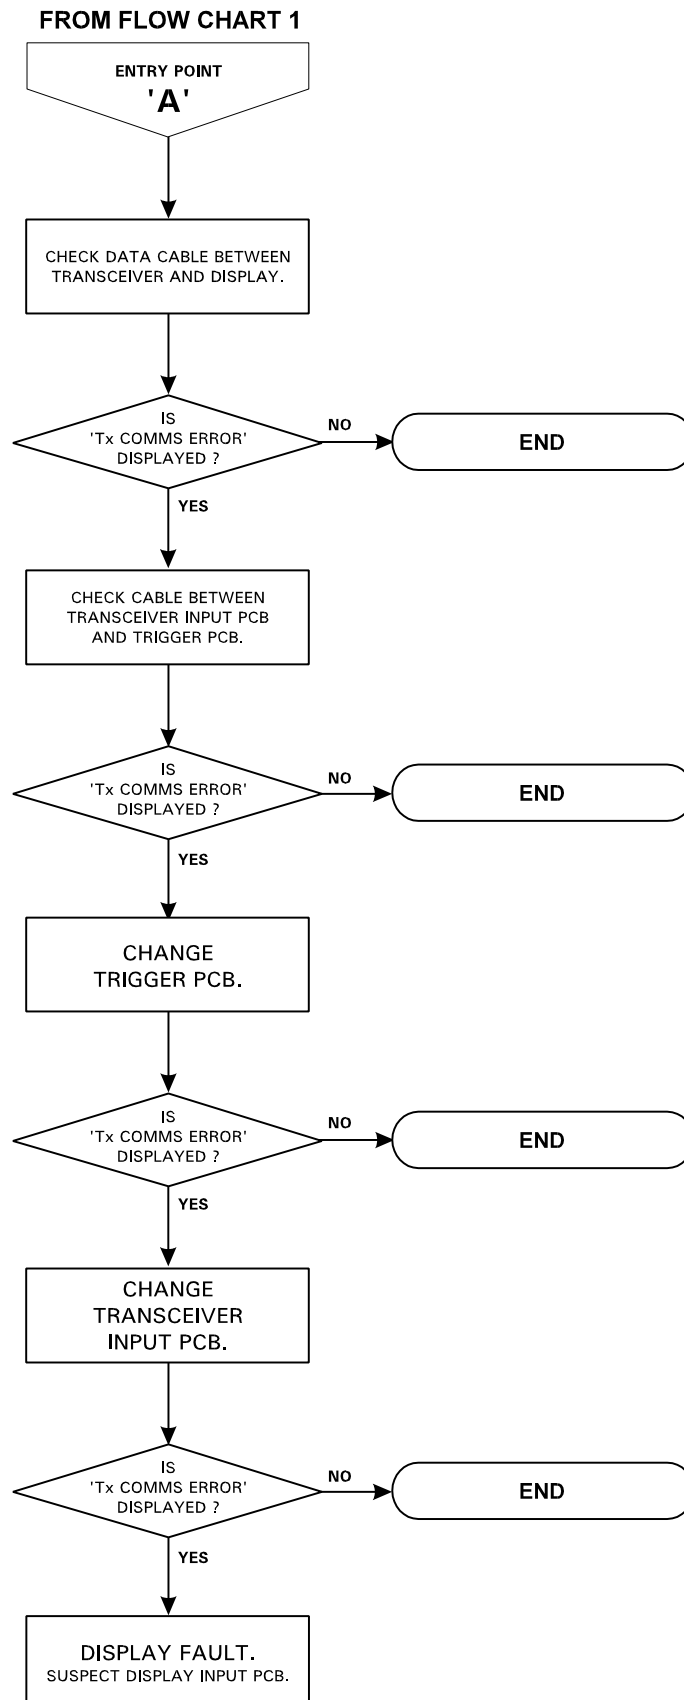 FROM FLOW CHART 1
ENTRY POINT
'A'
CHECK DATA CABLE BETWEEN
TRANSCEIVER AND DISPLAY.
IS
'Tx COMMS ERROR'
DISPLAYED ?
NO
END
YES
CHECK CABLE BETWEEN
TRANSCEIVER INPUT PCB
AND TRIGGER PCB.
IS
'Tx COMMS ERROR'
DISPLAYED ?
NO
END
YES
CHANGE
TRIGGER PCB.
IS
'Tx COMMS ERROR'
DISPLAYED ?
NO
END
YES
CHANGE
TRANSCEIVER
INPUT PCB.
IS
'Tx COMMS ERROR'
DISPLAYED ?
NO
END
YES
DISPLAY FAULT.
SUSPECT DISPLAY INPUT PCB.